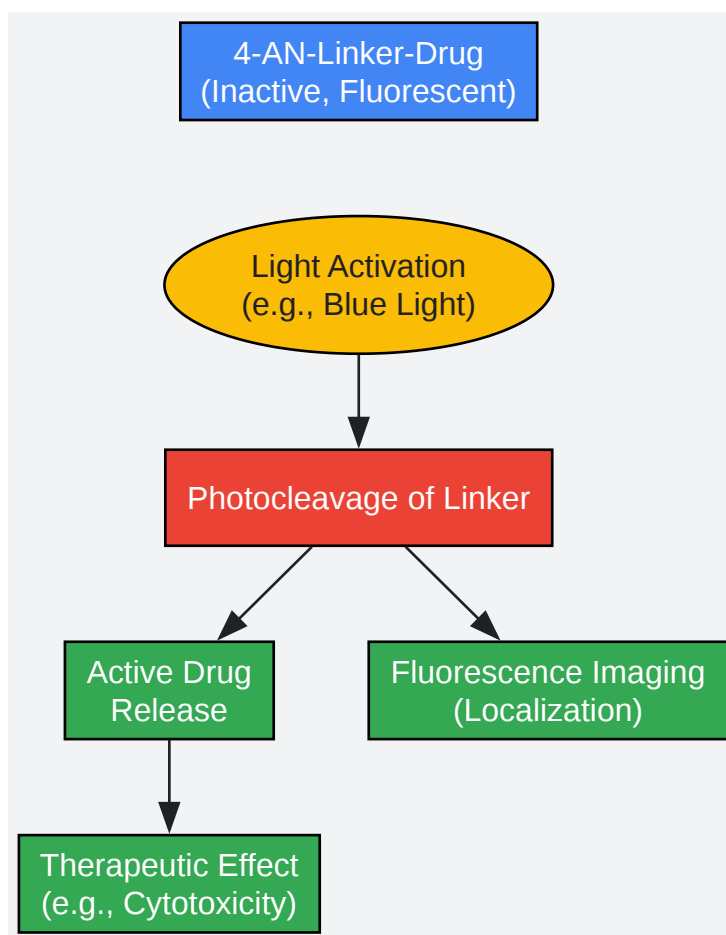 4-AN-Linker-Drug
(Inactive, Fluorescent)
Light Activation
(e.g., Blue Light)
Photocleavage of Linker
Active Drug
Release
Fluorescence Imaging
(Localization)
Therapeutic Effect
(e.g., Cytotoxicity)